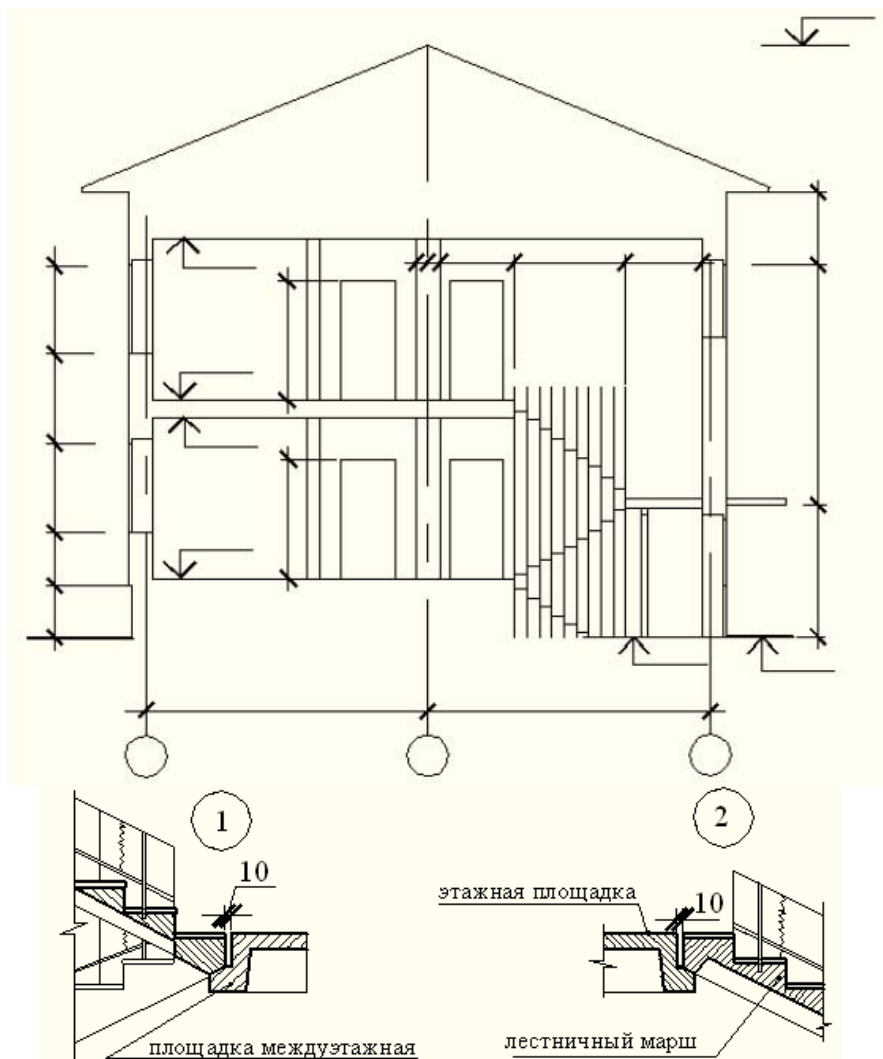 1
2
10
этажная площадка
10
площадка междуэтажная
лестничный марш